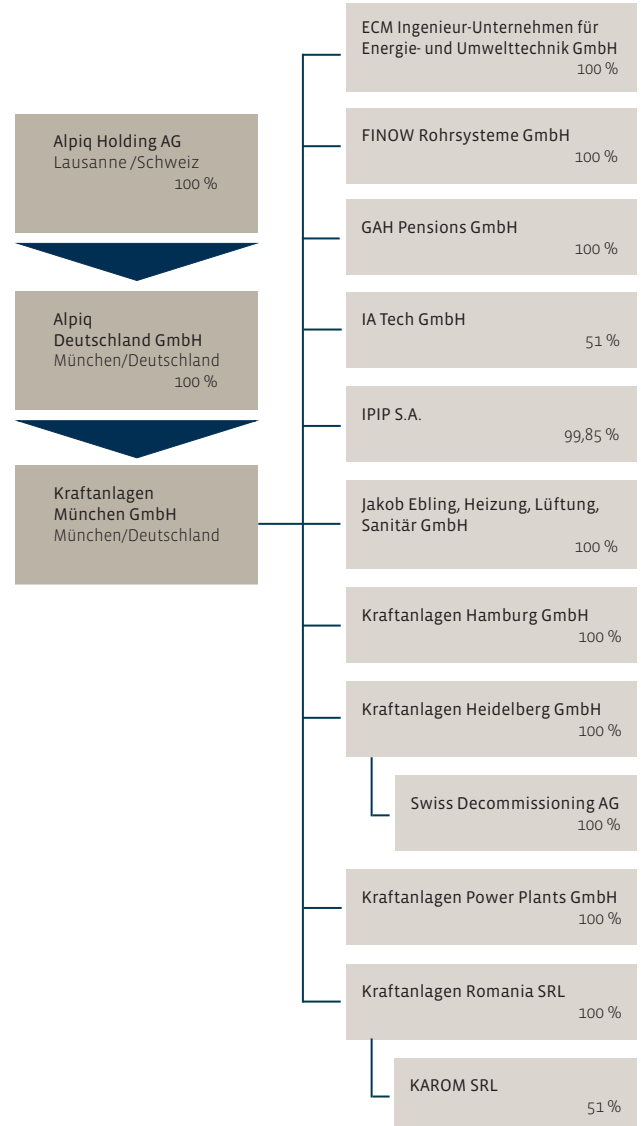 Alpiq Holding AG
Lausanne /Schweiz
100 %
Alpiq
Deutschland GmbH
München/Deutschland
100 %
Kraftanlagen
München GmbH
München/Deutschland
ECM Ingenieur-Unternehmen für
Energie- und Umwelttechnik GmbH
100 %
FINOW Rohrsysteme GmbH
100 %
GAH Pensions GmbH
100 %
IA Tech GmbH
51 %
IPIP S.A.
99,85 %
Jakob Ebling, Heizung, Lüftung,
Sanitär GmbH
100 %
Kraftanlagen Hamburg GmbH
100 %
Kraftanlagen Heidelberg GmbH
100 %
Swiss Decommissioning AG
100 %
Kraftanlagen Power Plants GmbH
100 %
Kraftanlagen Romania SRL
100 %
KAROM SRL
51 %